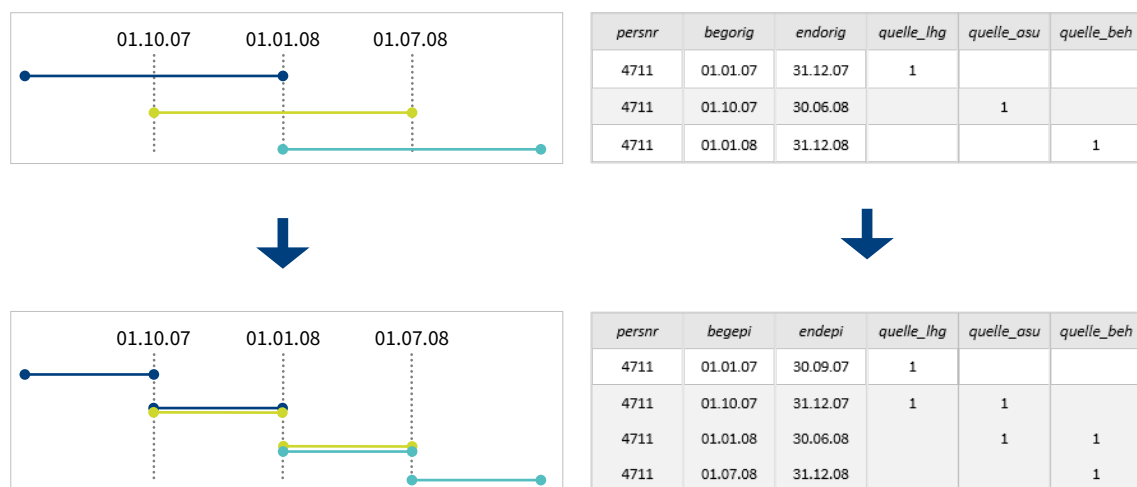 01.10.07 01.01.08 01.07.08
persnr begorig endorig quelle_lhg quelle_asu quelle_beh
4711 01.01.07 31.12.07 1
4711 01.10.07 30.06.08 1
4711 01.01.08 31.12.08 1
01.10.07 01.01.08 01.07.08
persnr begepi endepi quelle_lhg quelle_asu quelle_beh
4711 01.01.07 30.09.07 1
4711 01.10.07 31.12.07 1 1
4711 01.01.08 30.06.08 1 1
4711 01.07.08 31.12.08 1